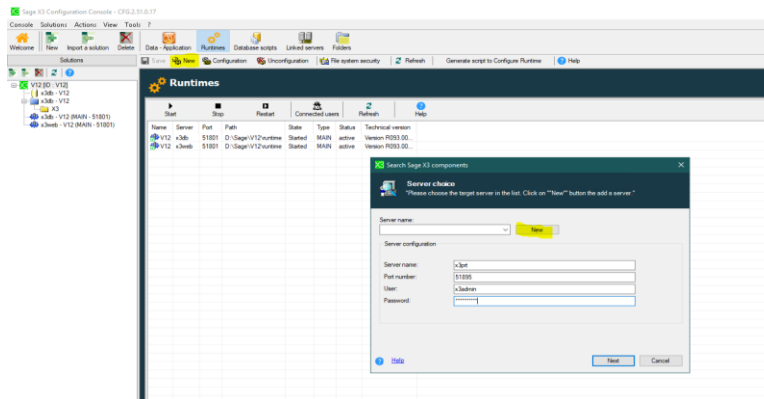 Sage X3 Configuration Console - CFG.2.51.0.17
Console Solutions Actions View Tools ?
Welcome New Import a solution Delete Data - Application Runtimes Database scripts Linked servers Folders
Solutions Save New Configuration Unconfiguration File system security Refresh Generate script to Configure Runtime Help
V12 [ID : V12]
x3db - V12
x3db - V12
X3
x3db - V12 (MAIN - 51801)
x3web - V12 (MAIN - 51801)
Runtimes
Start Stop Restart Connected users Refresh Help
Name Server Port Path State Type Status Technical version
V12 x3db 51801 D:\Sage\V12\runtime Started MAIN active Version R093.00...
V12 x3web 51801 D:\Sage\V12\runtime Started MAIN active Version R093.00...
Search Sage X3 components
Server choice
"Please choose the target server in the list. Click on ""New"" button the add a server."
Server name:
New
Server configuration
Server name: x3prt
Port number: 51895
User: x3admin
Password: **********
Help
Next Cancel